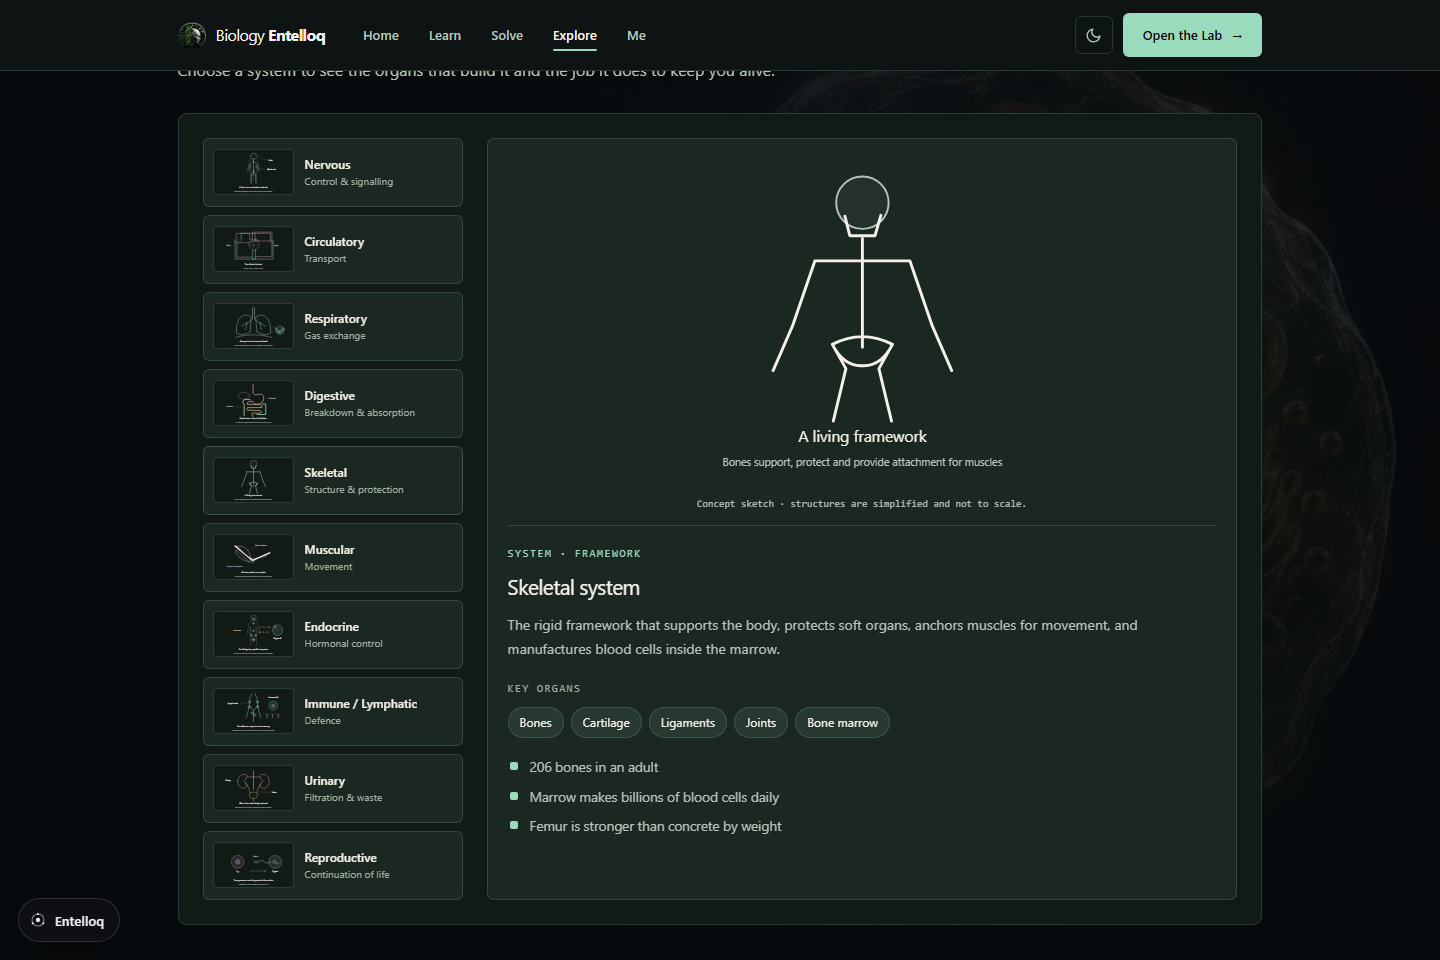 Biology Entelloq
Home
Learn
Solve
Explore
Me
Open the Lab →
Choose a system to see the organs that build it and the job it does to keep you alive.
Nervous
Control & signalling
Circulatory
Transport
Respiratory
Gas exchange
Digestive
Breakdown & absorption
Skeletal
Structure & protection
Muscular
Movement
Endocrine
Hormonal control
Immune / Lymphatic
Defence
Urinary
Filtration & waste
Reproductive
Continuation of life
A living framework
Bones support, protect and provide attachment for muscles
Concept sketch · structures are simplified and not to scale.
SYSTEM · FRAMEWORK
Skeletal system
The rigid framework that supports the body, protects soft organs, anchors muscles for movement, and
manufactures blood cells inside the marrow.
KEY ORGANS
Bones
Cartilage
Ligaments
Joints
Bone marrow
206 bones in an adult
Marrow makes billions of blood cells daily
Femur is stronger than concrete by weight
Entelloq